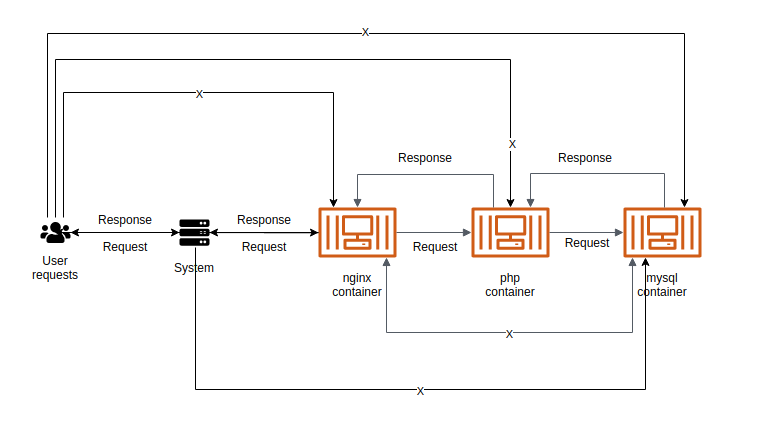 X
X
X
Response
Response
Response
Response
Request
Request
Request
Request
User
requests
System
nginx
container
php
container
mysql
container
X
X